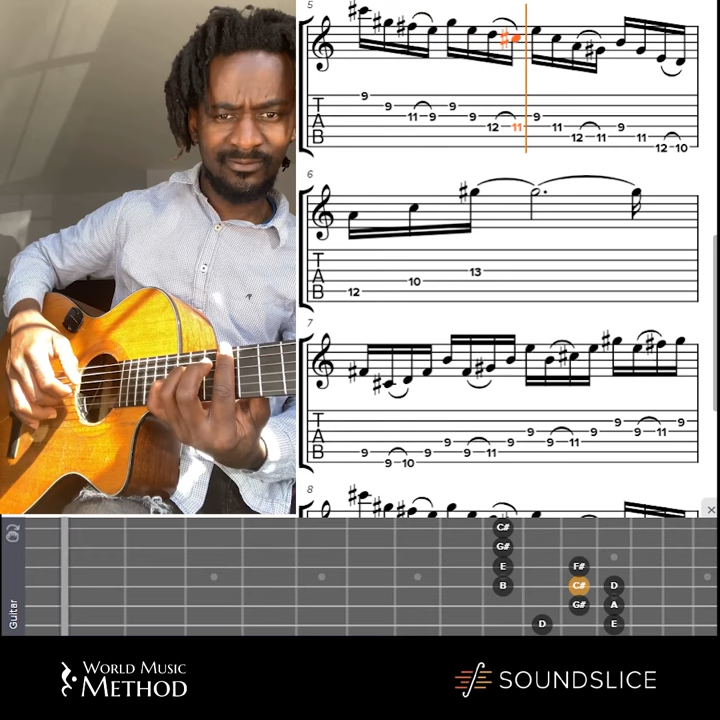 5
T
A
B
9
9
11 9
9
9
12 11
9
11
12 11
9
11
12 10
6
T
A
B
12
10
13
7
T
A
B
9
9 10
9
9
9 11
9
9
9 11
9
9
9 11
9
8
×
Guitar
C#
G#
E F#
B C# D
G# A
D E
WORLD MUSIC
METHOD
SOUNDSLICE